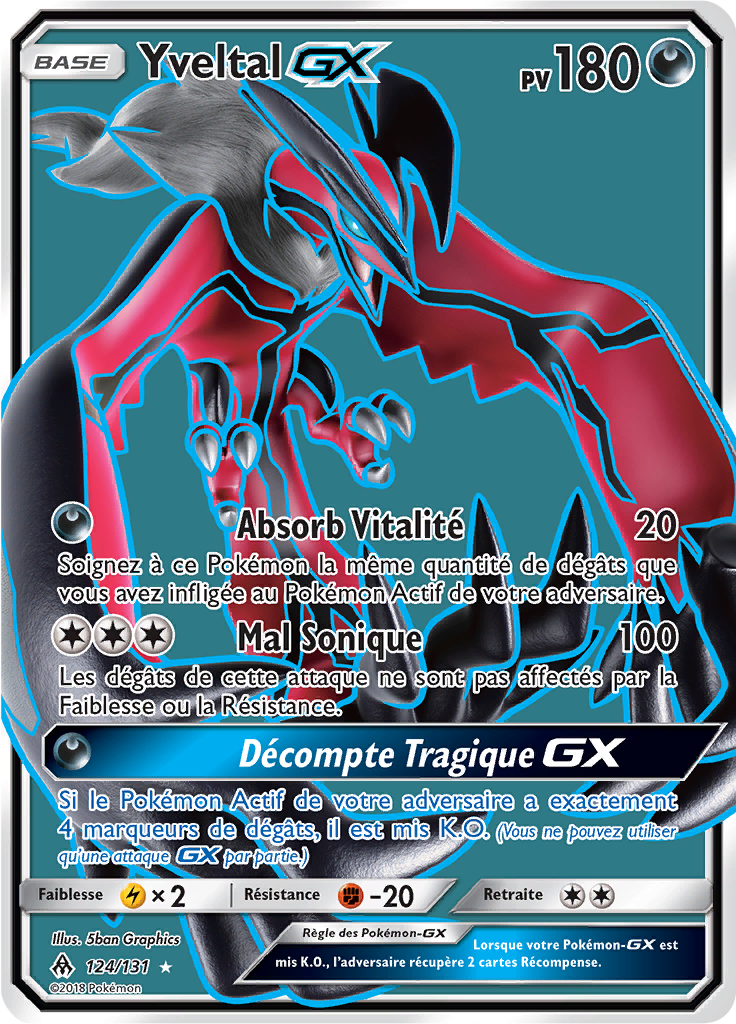 BASE Yveltal GX PV 180
Absorb Vitalité 20
Soignez à ce Pokémon la même quantité de dégâts que
vous avez infligée au Pokémon Actif de votre adversaire.
Mal Sonique 100
Les dégâts de cette attaque ne sont pas affectés par la
Faiblesse ou la Résistance.
Décompte Tragique GX
Si le Pokémon Actif de votre adversaire a exactement
4 marqueurs de dégâts, il est mis K.O. (Vous ne pouvez utiliser
qu'une attaque GX par partie.)
Faiblesse ×2 Résistance -20 Retraite
Illus. 5ban Graphics
124/131
©2018 Pokémon
Règle des Pokémon-GX
Lorsque votre Pokémon-GX est
mis K.O., l'adversaire récupère 2 cartes Récompense.